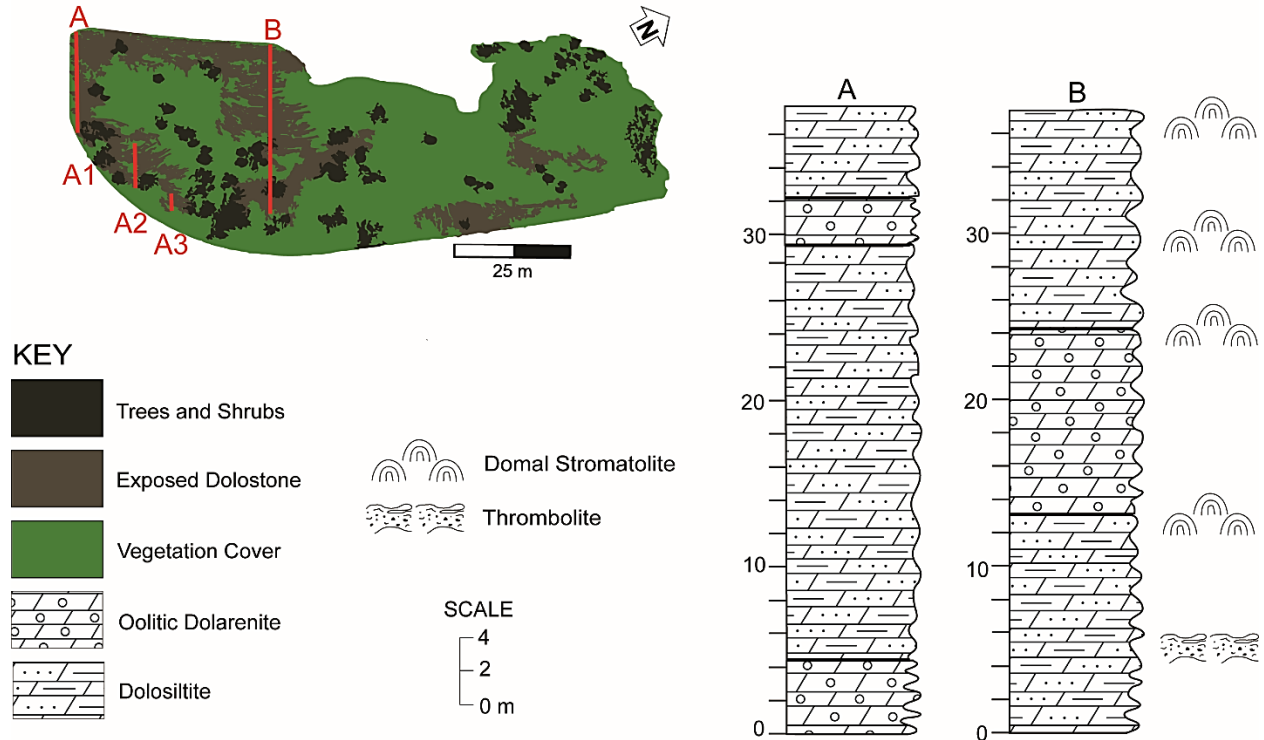 A
B
N
A1
A2
A3
25 m
KEY
Trees and Shrubs
Exposed Dolostone
Vegetation Cover
Oolitic Dolarenite
Dolosiltite
Domal Stromatolite
Thrombolite
SCALE
4
2
0 m
A
30
20
10
0
B
30
20
10
0